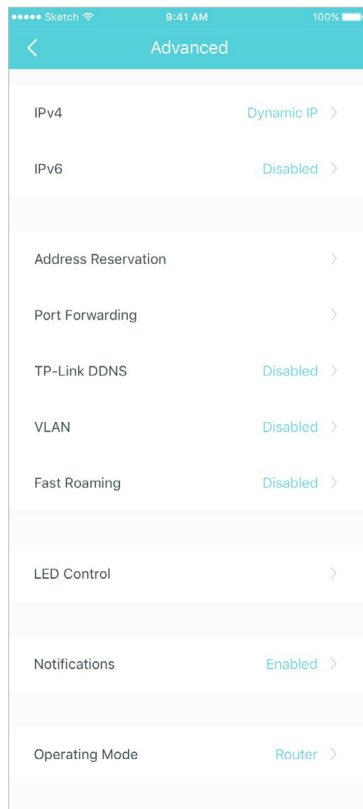 Sketch 9:41 AM 100%
Advanced
IPv4 Dynamic IP
IPv6 Disabled
Address Reservation
Port Forwarding
TP-Link DDNS Disabled
VLAN Disabled
Fast Roaming Disabled
LED Control
Notifications Enabled
Operating Mode Router